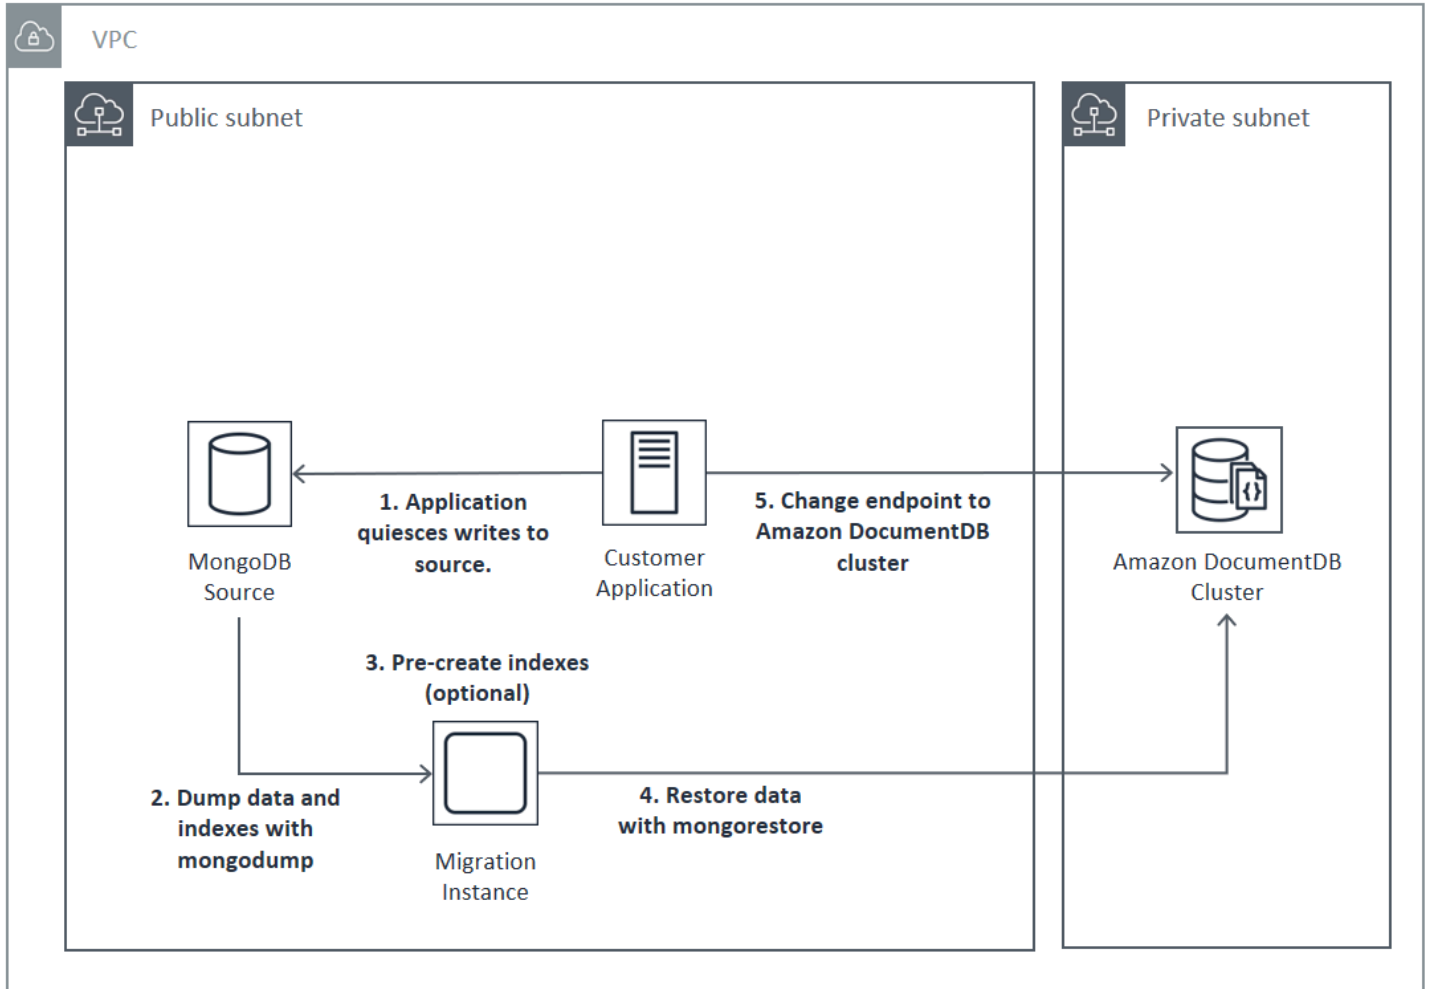 VPC
Public subnet
Private subnet
1. Application
quiesces writes to
source.
5. Change endpoint to
Amazon DocumentDB
cluster
MongoDB
Source
Customer
Application
Amazon DocumentDB
Cluster
3. Pre-create indexes
(optional)
2. Dump data and
indexes with
mongodump
4. Restore data
with mongorestore
Migration
Instance